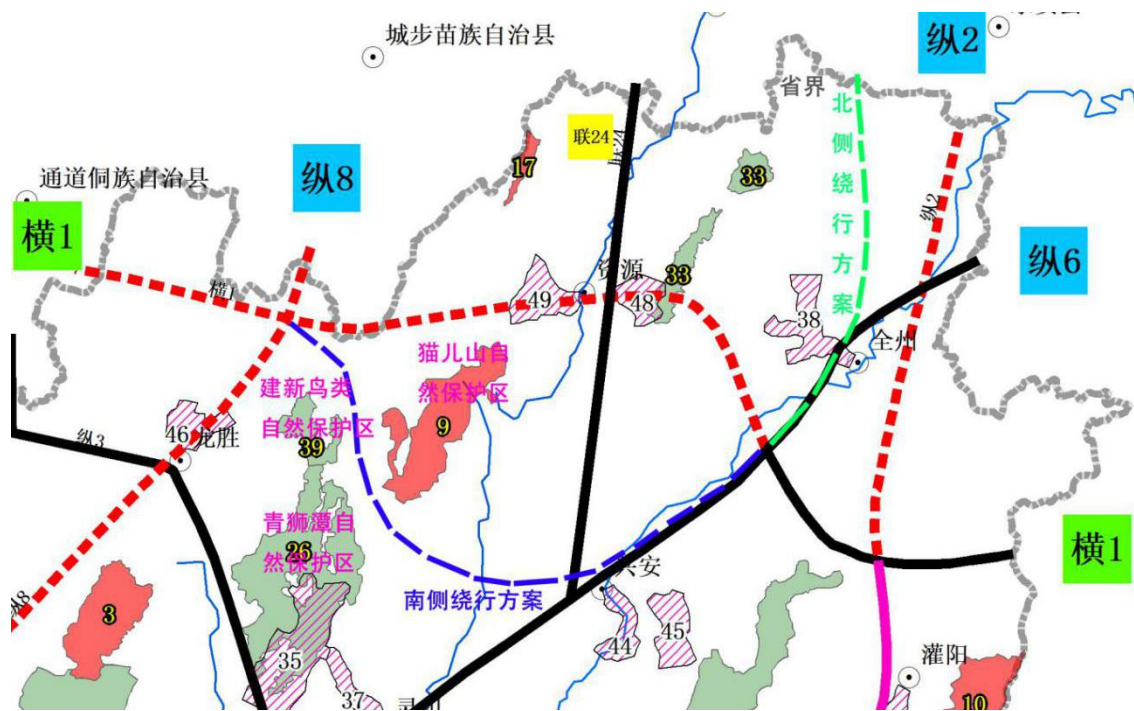 城步苗族自治县
纵2
省界
北侧绕行方案
联24
联24
17
33
通道侗族自治县
纵8
纵2
横1
纵6
横1
资源
33
49
48
38
全州
猫儿山自
然保护区
建新鸟类
自然保护区
9
46
龙胜
纵3
39
青狮潭自
然保护区
26
兴安
横1
南侧绕行方案
纵8
3
44
45
35
灌阳
37
10